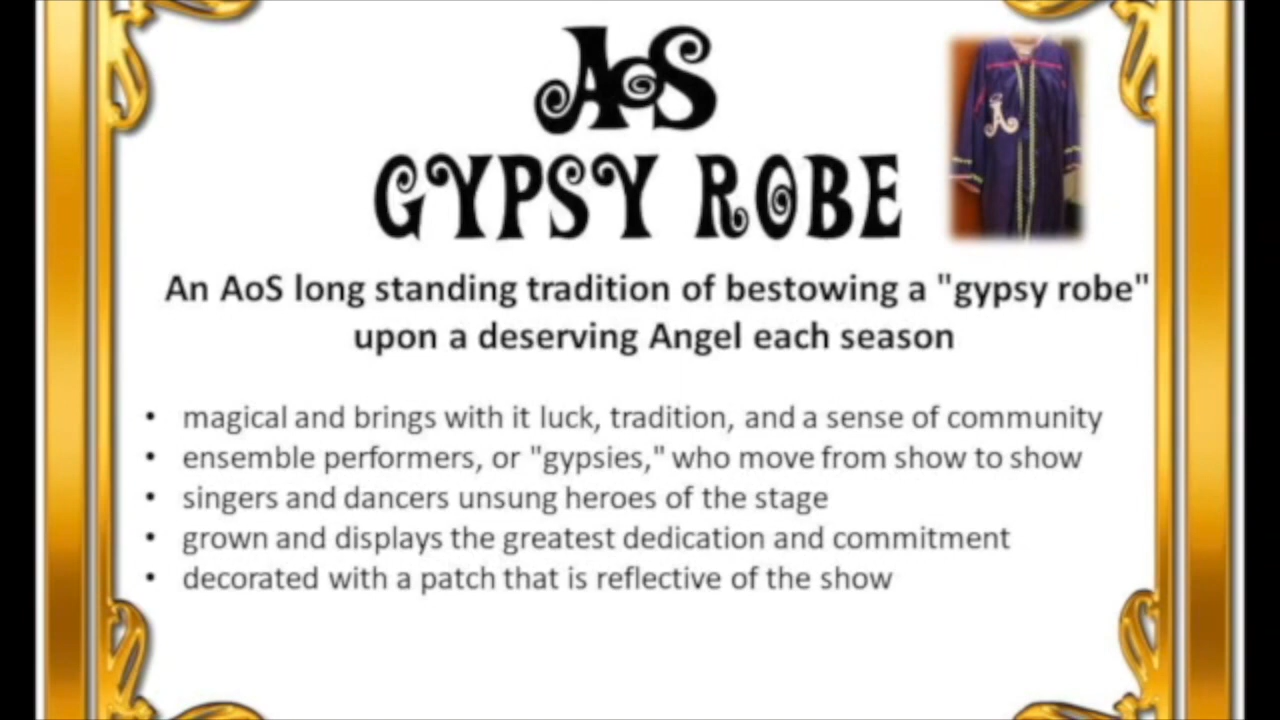 AoS
GYPSY ROBE
An AoS long standing tradition of bestowing a "gypsy robe"
upon a deserving Angel each season
• magical and brings with it luck, tradition, and a sense of community
• ensemble performers, or "gypsies," who move from show to show
• singers and dancers unsung heroes of the stage
• grown and displays the greatest dedication and commitment
• decorated with a patch that is reflective of the show
A